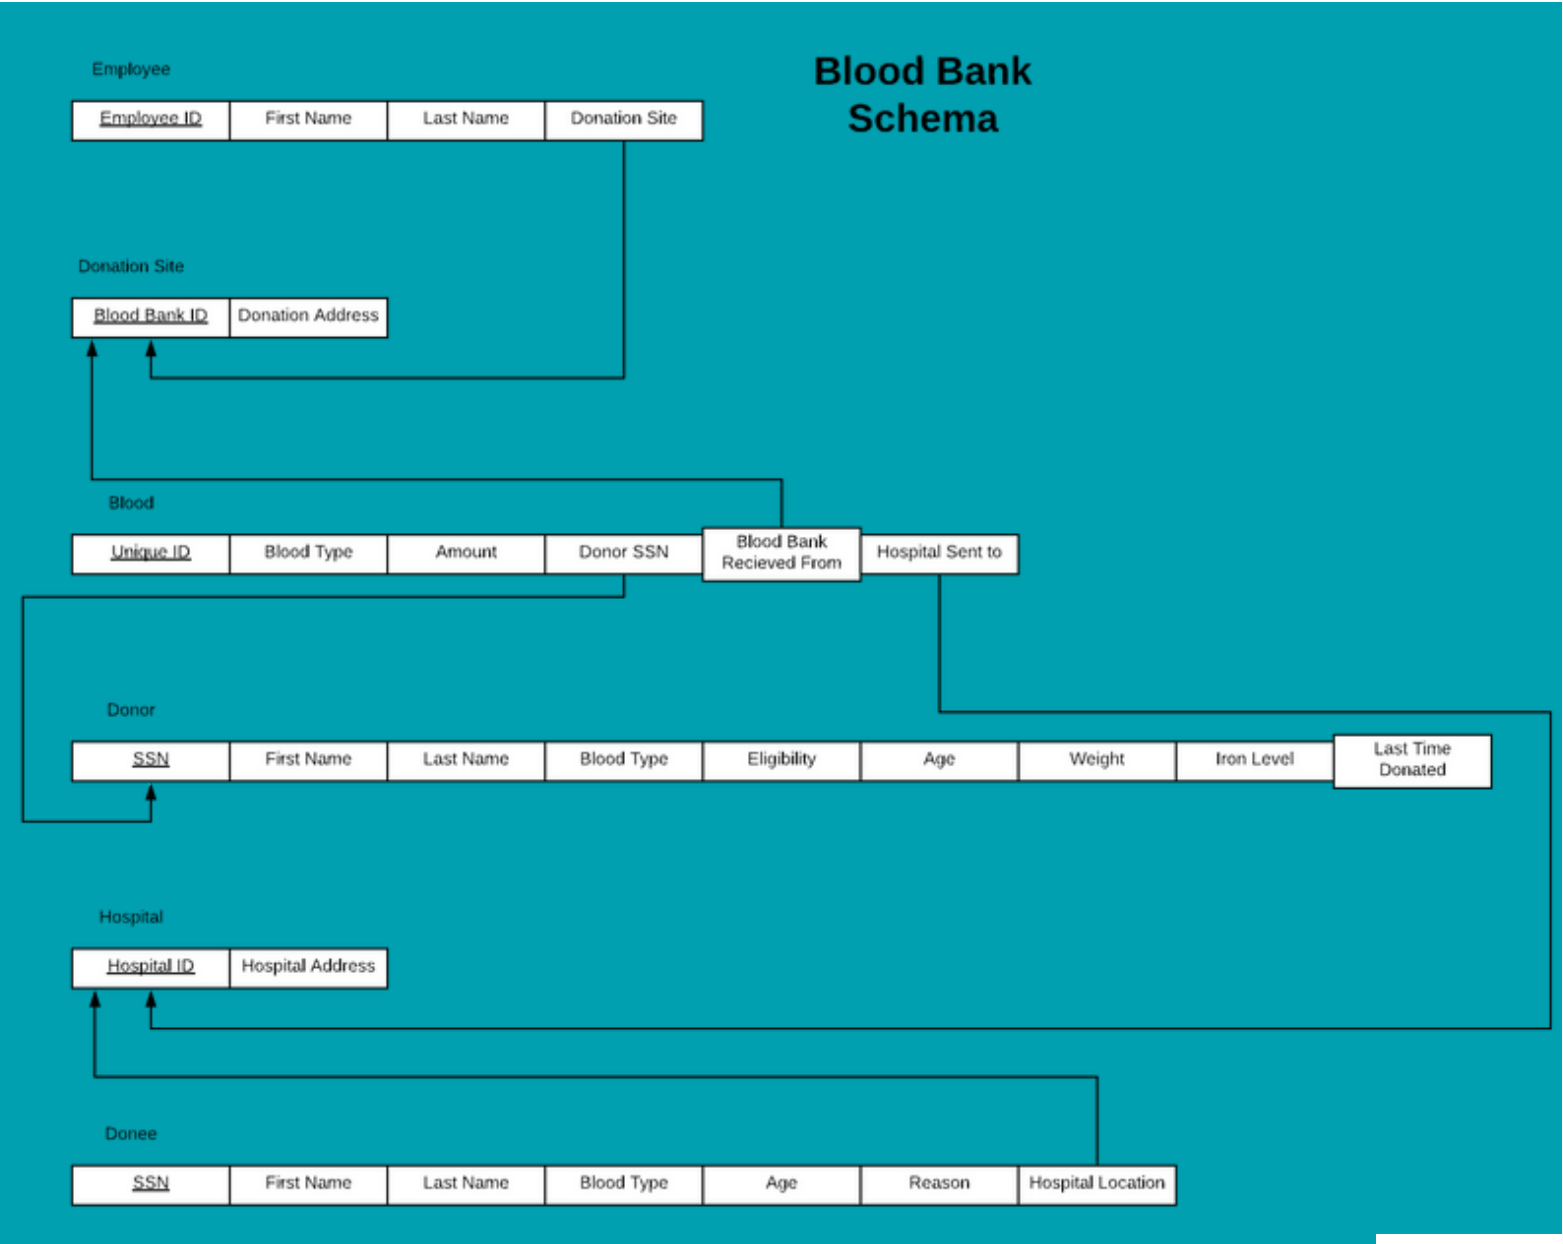 Blood Bank
Schema
Employee
Employee ID First Name Last Name Donation Site
Donation Site
Blood Bank ID Donation Address
Blood
Unique ID Blood Type Amount Donor SSN Blood Bank Recieved From Hospital Sent to
Donor
SSN First Name Last Name Blood Type Eligibility Age Weight Iron Level Last Time Donated
Hospital
Hospital ID Hospital Address
Donee
SSN First Name Last Name Blood Type Age Reason Hospital Location